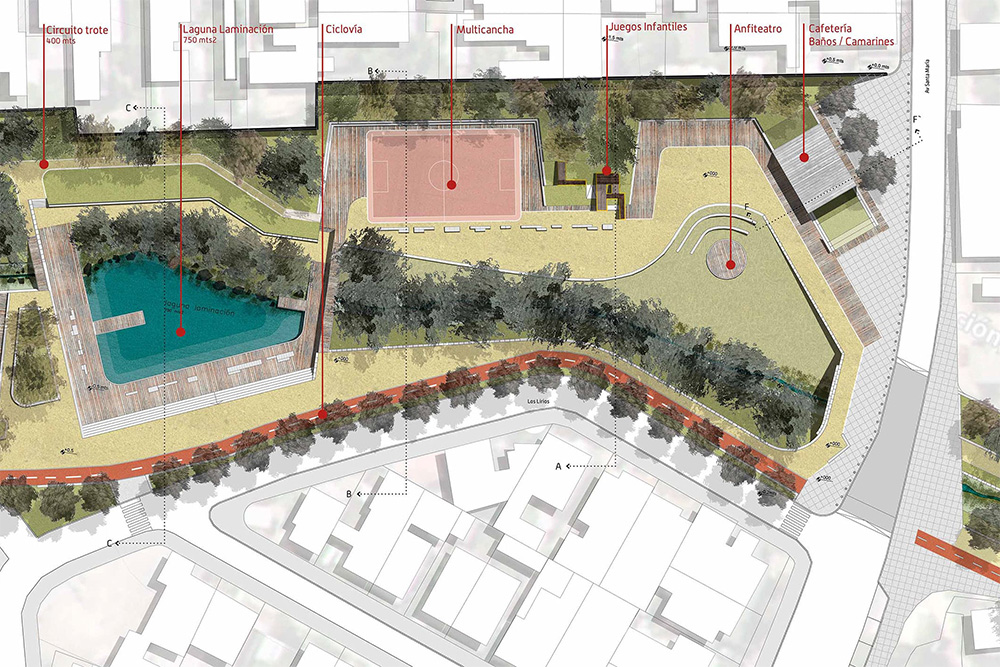 Circuito trote
400 mts
Laguna Laminación
750 mts2
Ciclovía
Multicancha
Juegos Infantiles
Anfiteatro
Cafetería
Baños / Camarines
Av Santa María
B
C
A
F
F
laguna laminación
Los Lirios
A
B
C